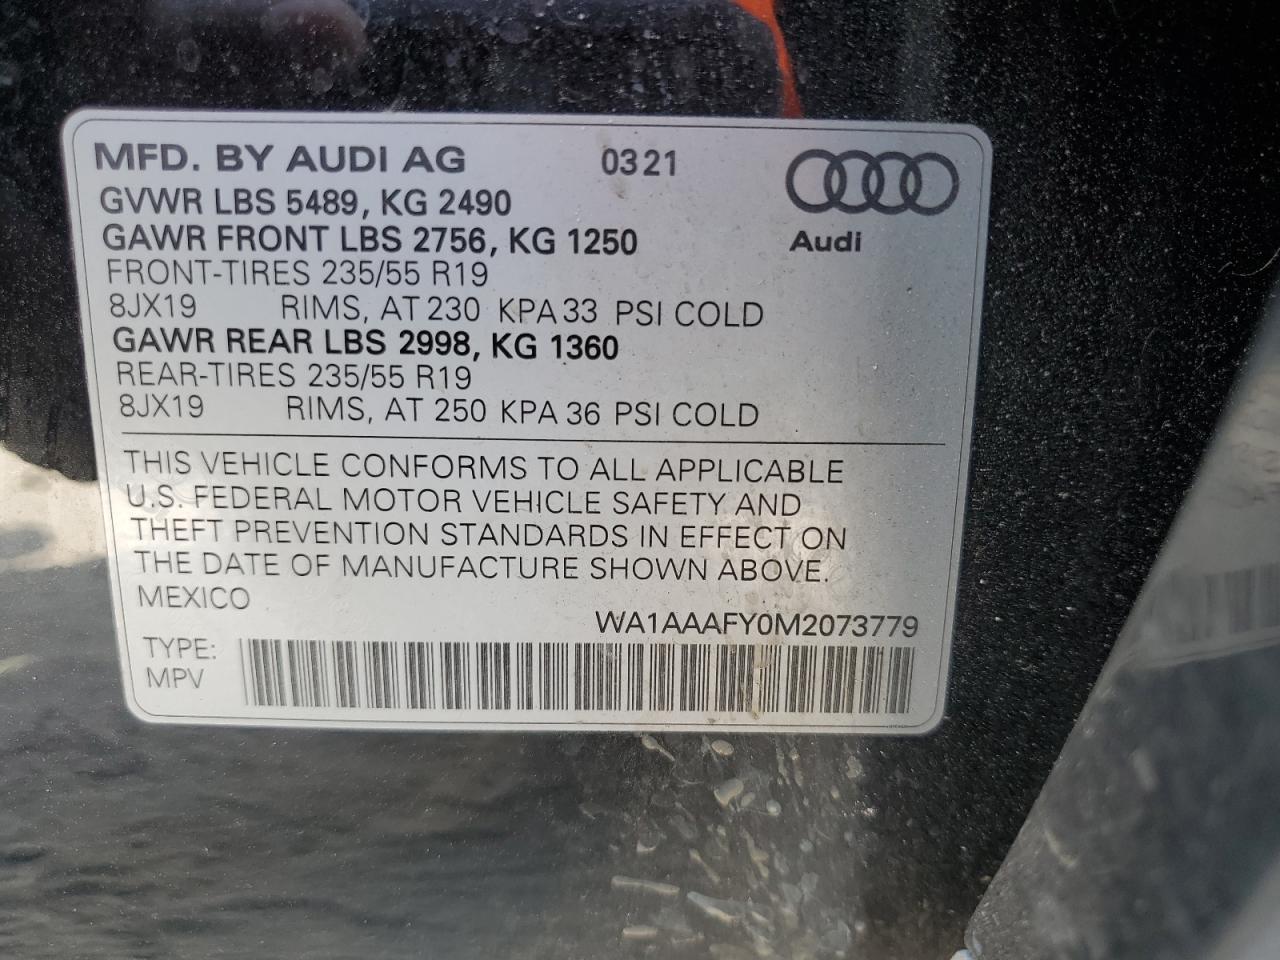 MFD. BY AUDI AG 0321
Audi
GVWR LBS 5489, KG 2490
GAWR FRONT LBS 2756, KG 1250
FRONT-TIRES 235/55 R19
8JX19 RIMS, AT 230 KPA 33 PSI COLD
GAWR REAR LBS 2998, KG 1360
REAR-TIRES 235/55 R19
8JX19 RIMS, AT 250 KPA 36 PSI COLD
THIS VEHICLE CONFORMS TO ALL APPLICABLE
U.S. FEDERAL MOTOR VEHICLE SAFETY AND
THEFT PREVENTION STANDARDS IN EFFECT ON
THE DATE OF MANUFACTURE SHOWN ABOVE.
MEXICO
WA1AAAFY0M2073779
TYPE:
MPV